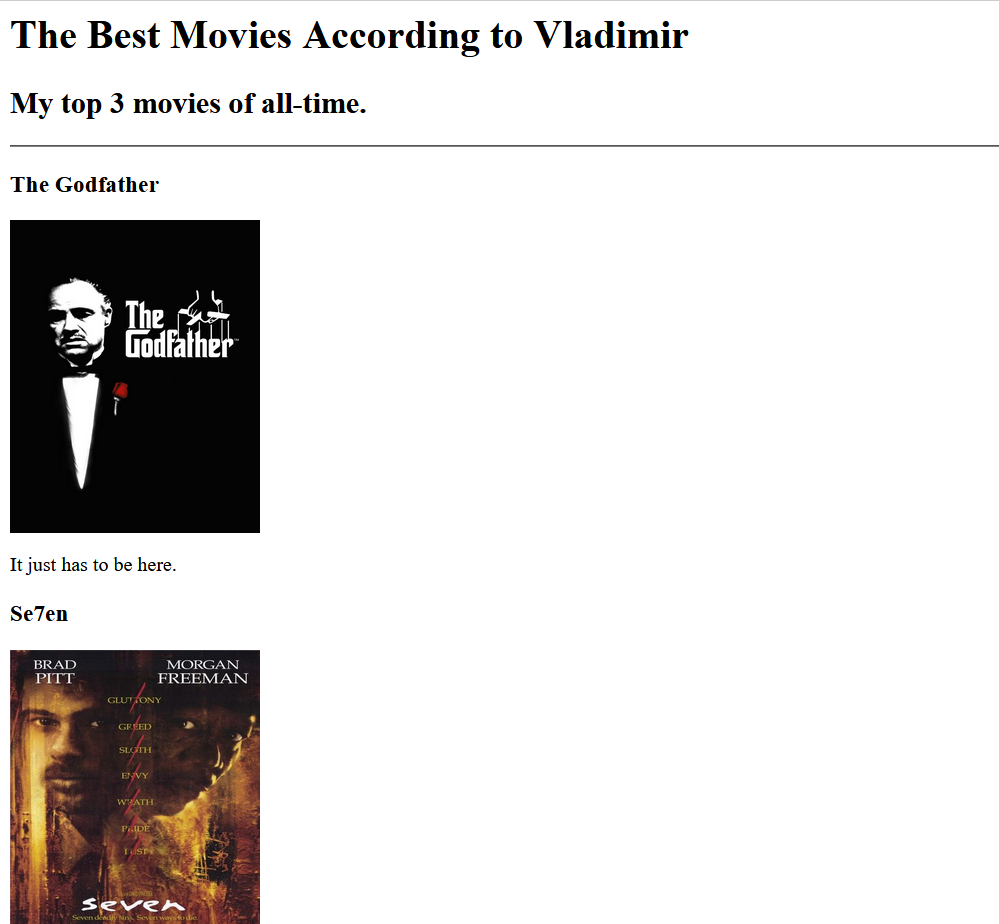 The Best Movies According to Vladimir
My top 3 movies of all-time.
The Godfather
The
Godfather
It just has to be here.
Se7en
BRAD
PITT
MORGAN
FREEMAN
GLUTTONY
GREED
SLOTH
ENVY
WRATH
PRIDE
LUST
seven
Seven deadly sins. Seven ways to die.